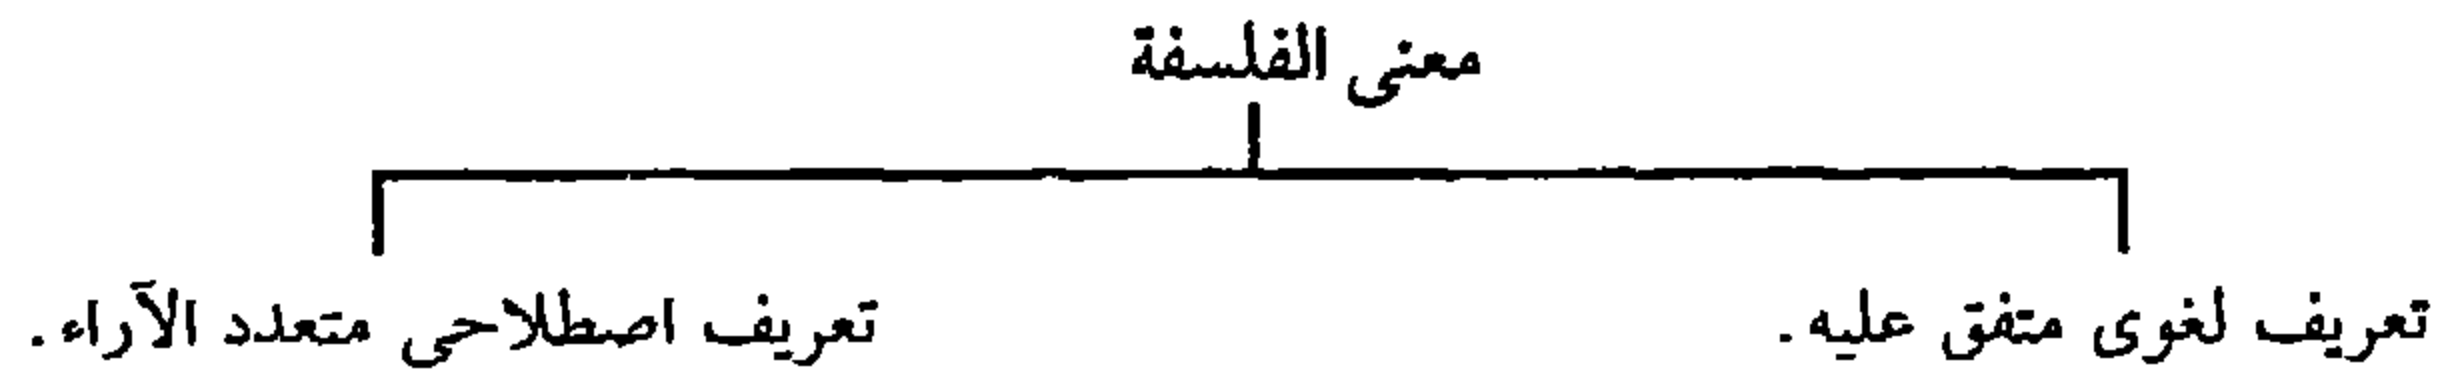 معنى الفلسفة
تعريف لغوى متفق عليه.
تعريف اصطلاحى متعدد الآراء.